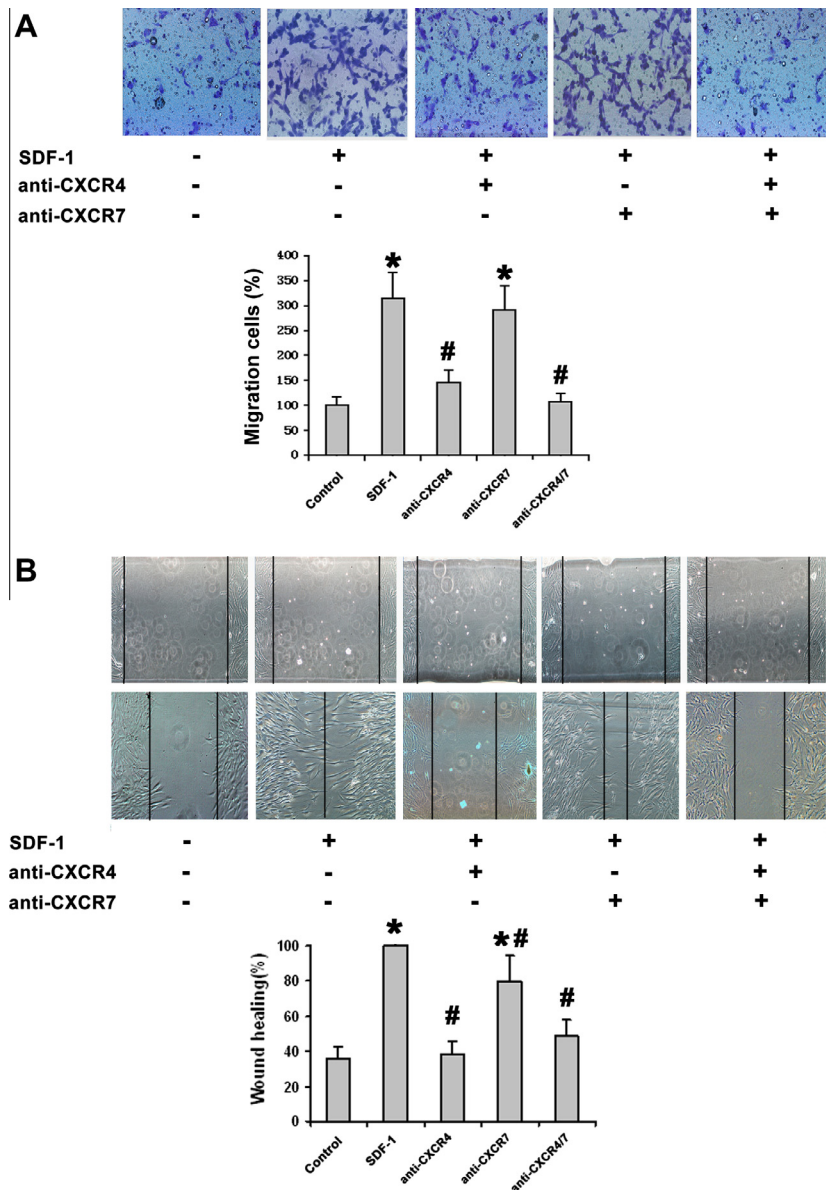 A
SDF-1 - + + + +
anti-CXCR4 - - + - +
anti-CXCR7 - - - + +
Migration cells (%)
400
350
300
250
200
150
100
50
0
* # * #
Control SDF-1 anti-CXCR4 anti-CXCR7 anti-CXCR4/7
B
SDF-1 - + + + +
anti-CXCR4 - - + - +
anti-CXCR7 - - - + +
Wound healing(%)
100
80
60
40
20
0
* # *# #
Control SDF-1 anti-CXCR4 anti-CXCR7 anti-CXCR4/7